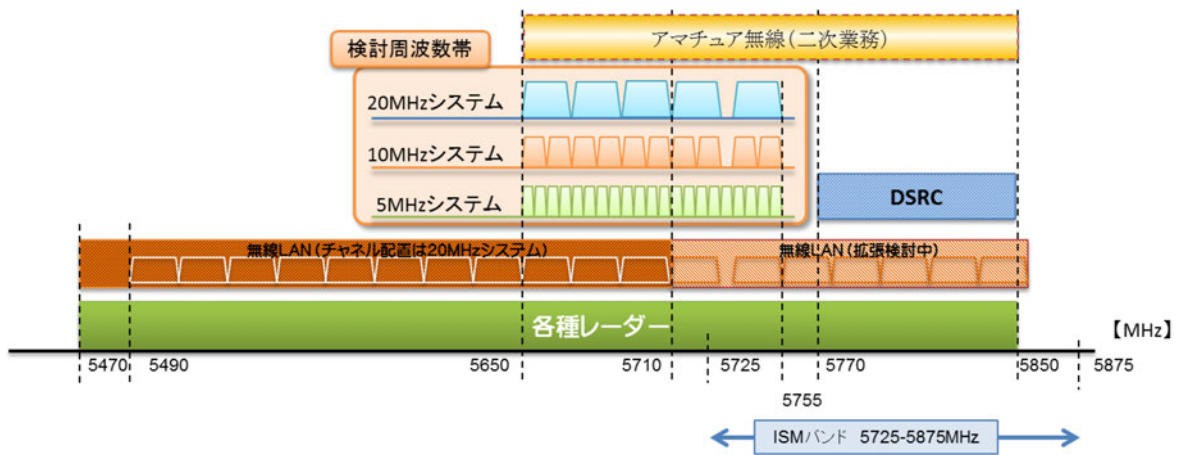 アマチュア無線(二次業務)
検討周波数帯
20MHzシステム
10MHzシステム
5MHzシステム
DSRC
無線LAN(チャネル配置は20MHzシステム)
無線LAN(拡張検討中)
各種レーダー
【MHz】
5470 5490 5650 5710 5725 5770 5850 5875
5755
ISMバンド 5725-5875MHz